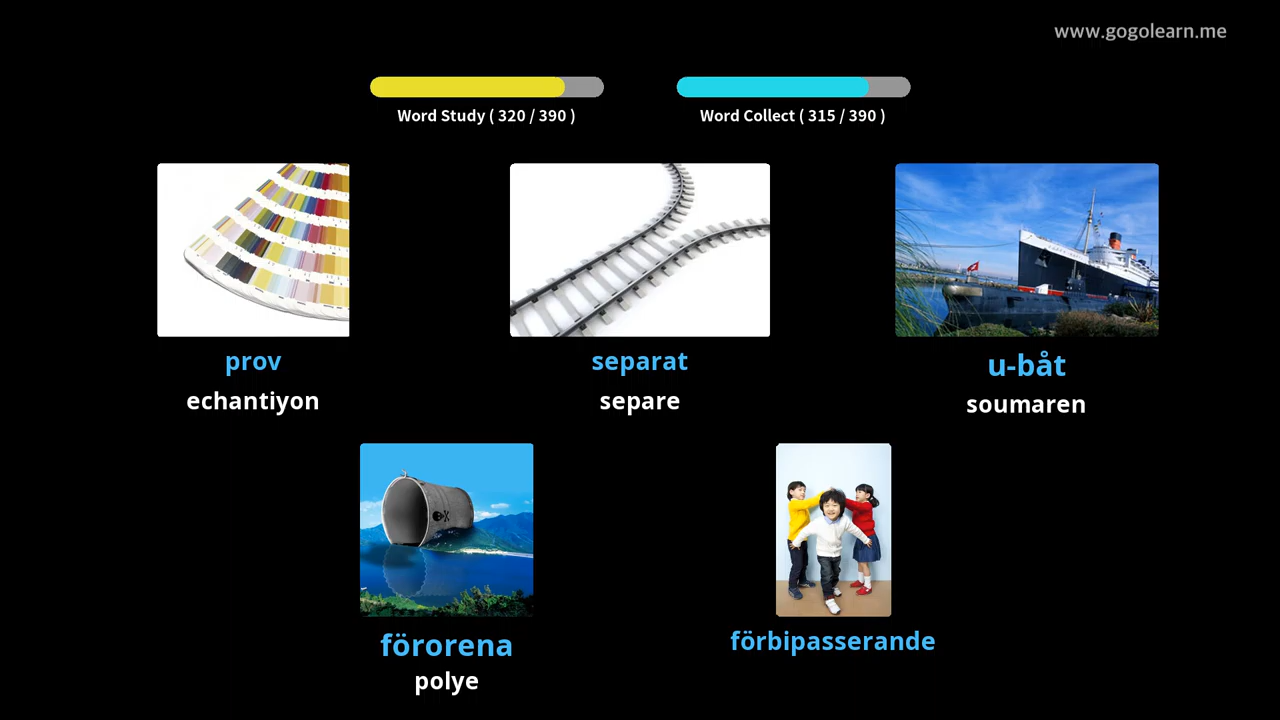 www.gogolearn.me
Word Study ( 320 / 390 )
Word Collect ( 315 / 390 )
prov
echantiyon
separat
separe
u-båt
soumaren
förorena
polye
förbipasserande